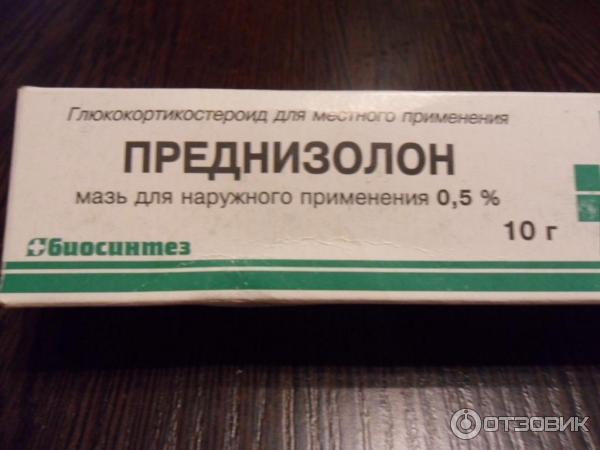 Глюкокортикостероид для местного применения
ПРЕДНИЗОЛОН
мазь для наружного применения 0,5 %
10 г
биосинтез
ОТЗОВИК